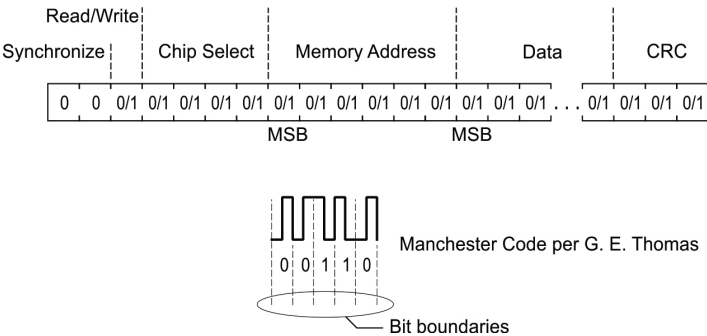 Read/Write
Synchronize Chip Select Memory Address Data CRC
0 0 0/1 0/1 0/1 0/1 0/1 0/1 0/1 0/1 0/1 0/1 0/1 0/1 0/1 0/1 . . . 0/1 0/1 0/1 0/1
MSB MSB
Manchester Code per G. E. Thomas
0 0 1 1 0
Bit boundaries